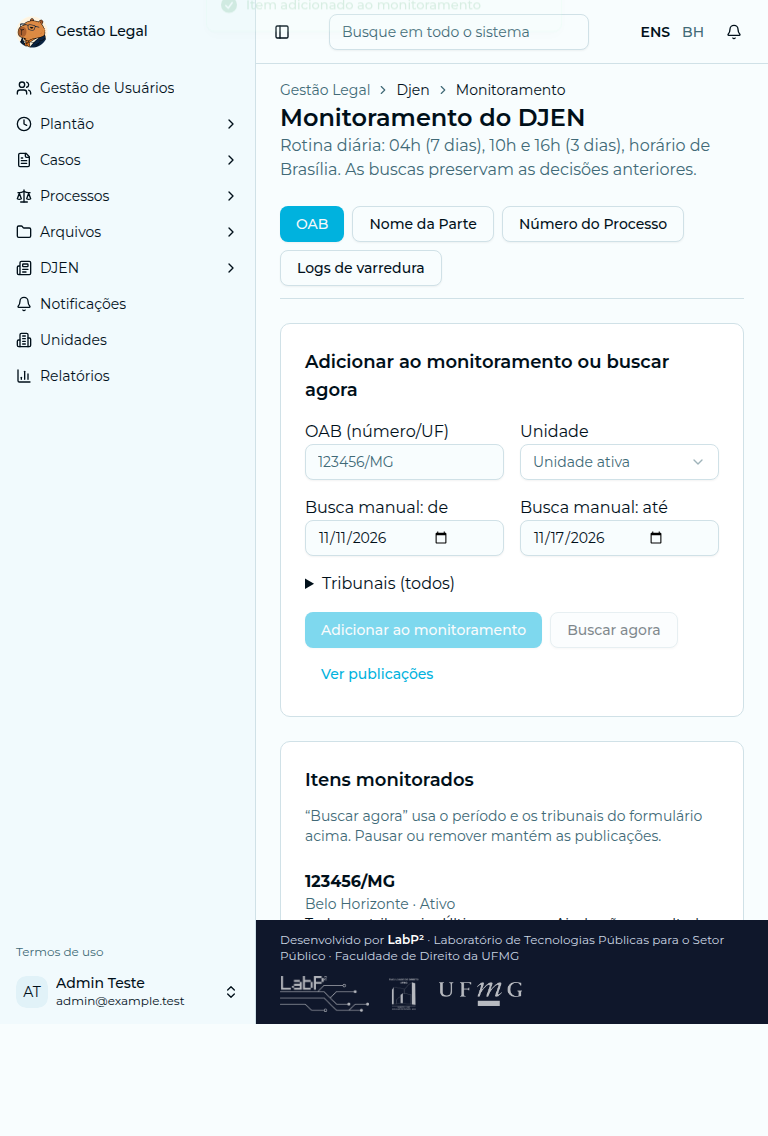 Item adicionado ao monitoramento
Gestão Legal
Busque em todo o sistema
ENS BH
Gestão de Usuários
Plantão
Casos
Processos
Arquivos
DJEN
Notificações
Unidades
Relatórios
Termos de uso
AT
Admin Teste
admin@example.test
Gestão Legal > Djen > Monitoramento
Monitoramento do DJEN
Rotina diária: 04h (7 dias), 10h e 16h (3 dias), horário de
Brasília. As buscas preservam as decisões anteriores.
OAB Nome da Parte Número do Processo
Logs de varredura
Adicionar ao monitoramento ou buscar
agora
OAB (número/UF) Unidade
123456/MG Unidade ativa
Busca manual: de Busca manual: até
11/11/2026 11/17/2026
Tribunais (todos)
Adicionar ao monitoramento Buscar agora
Ver publicações
Itens monitorados
“Buscar agora” usa o período e os tribunais do formulário
acima. Pausar ou remover mantém as publicações.
123456/MG
Belo Horizonte · Ativo
Desenvolvido por LabP² · Laboratório de Tecnologias Públicas para o Setor
Público · Faculdade de Direito da UFMG
LabP²
UFMG